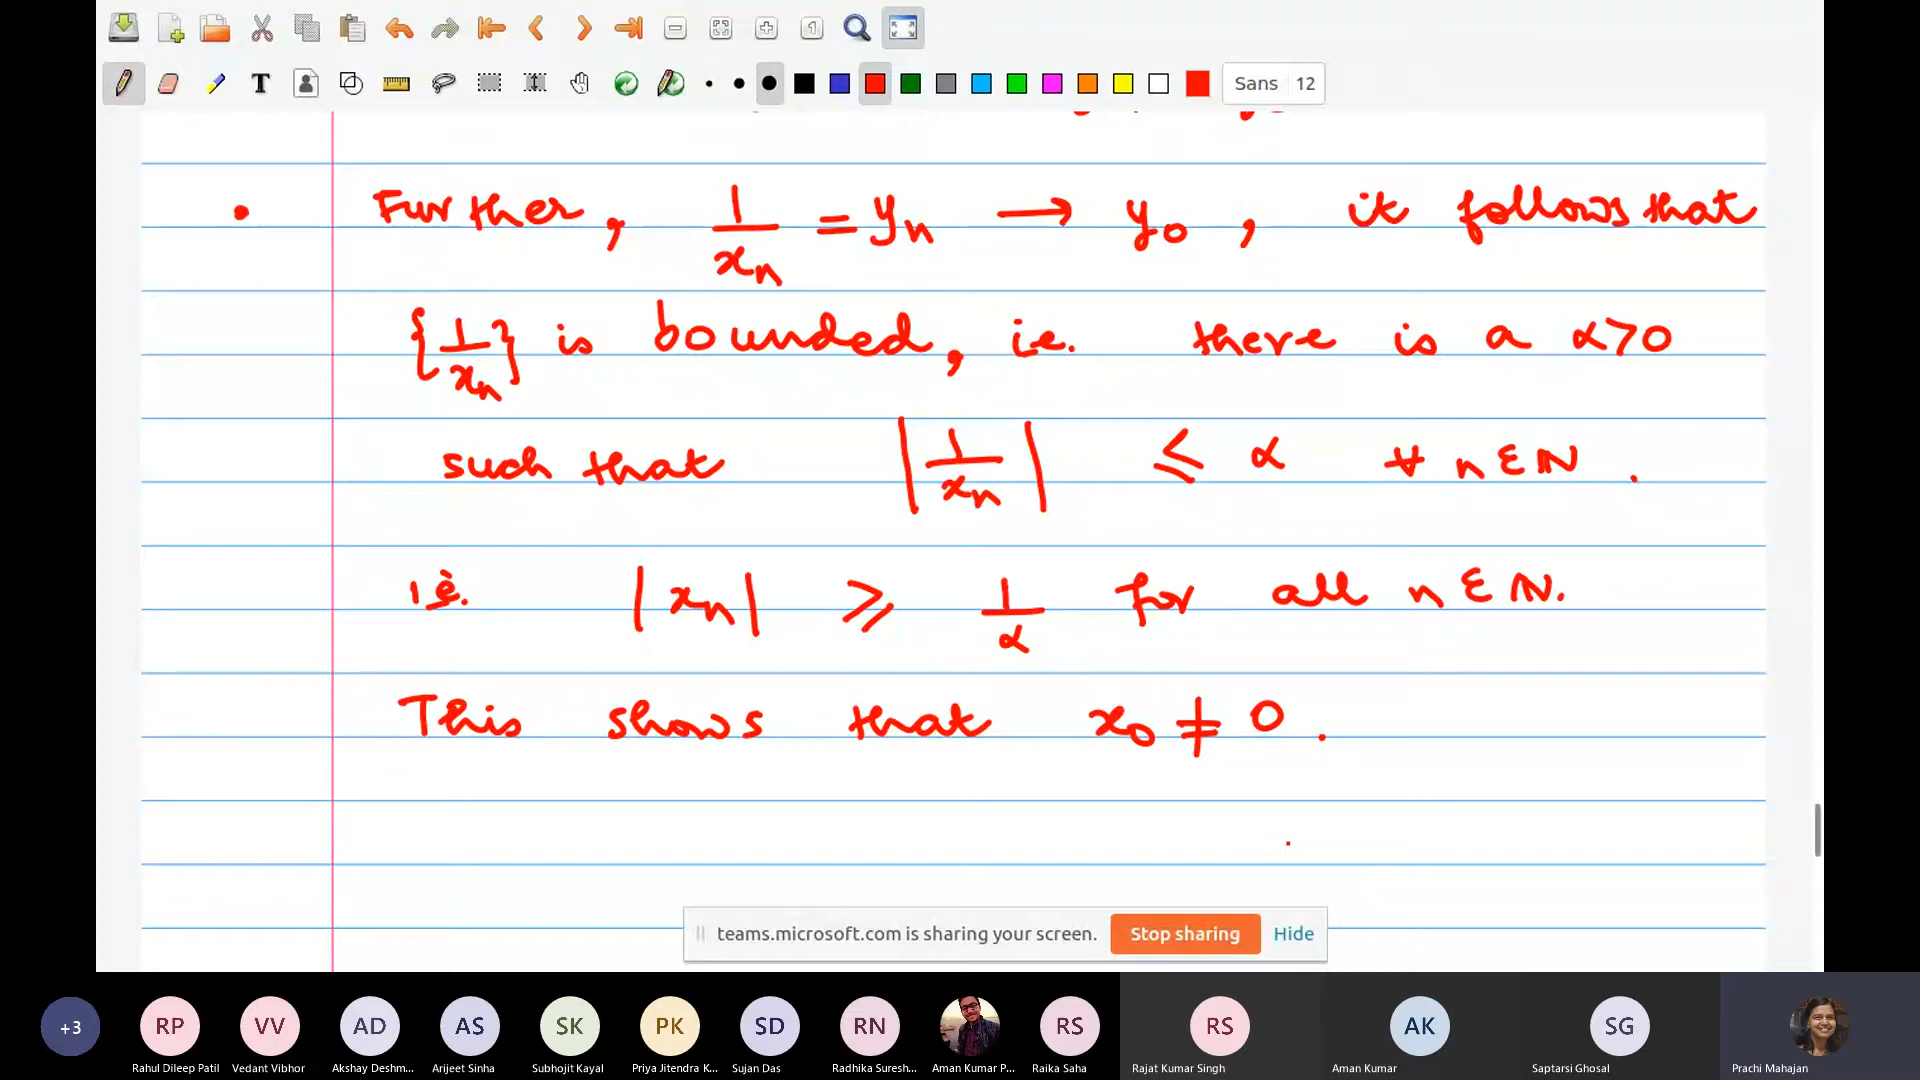 Sans 12
• Further, 1/xn = yn → y0, it follows that
{1/xn} is bounded, i.e. there is a α>0
such that |1/xn| ≤ α ∀ n∈ℕ.
i.e. |xn| ≥ 1/α for all n∈ℕ.
This shows that x0 ≠ 0.
teams.microsoft.com is sharing your screen. Stop sharing Hide
+3 RP VV AD AS SK PK SD RN RS RS AK SG
Rahul Dileep Patil Vedant Vibhor Akshay Deshm... Arijeet Sinha Subhojit Kayal Priya Jitendra K... Sujan Das Radhika Suresh... Aman Kumar P... Raika Saha Rajat Kumar Singh Aman Kumar Saptarsi Ghosal Prachi Mahajan